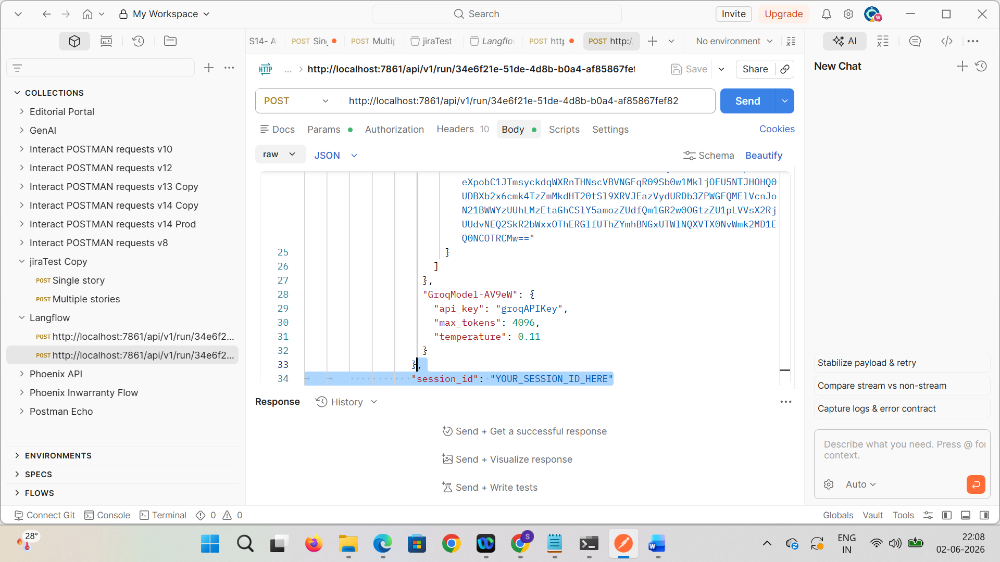 My Workspace
Search
Invite
Upgrade
S14- A
POST Sin
POST Multip
jiraTest
Langflo
POST htt
POST http:/
No environment
AI
... > http://localhost:7861/api/v1/run/34e6f21e-51de-4d8b-b0a4-af85867fef
Save
Share
New Chat
COLLECTIONS
Editorial Portal
GenAI
Interact POSTMAN requests v10
Interact POSTMAN requests v12
Interact POSTMAN requests v13 Copy
Interact POSTMAN requests v14 Copy
Interact POSTMAN requests v14 Prod
Interact POSTMAN requests v8
jiraTest Copy
POST Single story
POST Multiple stories
Langflow
POST http://localhost:7861/api/v1/run/34e6f2...
POST http://localhost:7861/api/v1/run/34e6f2...
Phoenix API
Phoenix Inwarranty Flow
Postman Echo
ENVIRONMENTS
SPECS
FLOWS
HTTP
POST
http://localhost:7861/api/v1/run/34e6f21e-51de-4d8b-b0a4-af85867fef82
Send
Docs Params Authorization Headers 10 Body Scripts Settings Cookies
raw JSON Schema Beautify
eXpobC1JTmsyckdqWXRnTHNscVBVNGFqR09Sb0w1MkljOEU5NTJHOHQ0
UDBXb2x6cmk4TzZmMkdHT20tSl9XRVJEazVydURDb3ZPWGFQMElVcnJo
N21BWWYzUUhLMzEtaGhCSlY5amozZUdfQm1GR2w0OGtzZU1pLVVsX2Rj
UUdvNEQ2SkR2bWxxOThERGlfUThZYmhBNGxUTWlNQXVTX0NvWmk2MD1E
Q0NCOTRCMw=="
25 }
26 ]
27 },
28 "GroqModel-AV9eW": {
29 "api_key": "groqAPIKey",
30 "max_tokens": 4096,
31 "temperature": 0.11
32 }
33 },
34 "session_id": "YOUR_SESSION_ID_HERE"
Response History
Send + Get a successful response
Send + Visualize response
Send + Write tests
Stabilize payload & retry
Compare stream vs non-stream
Capture logs & error contract
Describe what you need. Press @ for
context.
Auto
Connect Git Console Terminal 0 0
Globals Vault Tools
28°
S
W
ENG
IN
22:08
02-06-2026